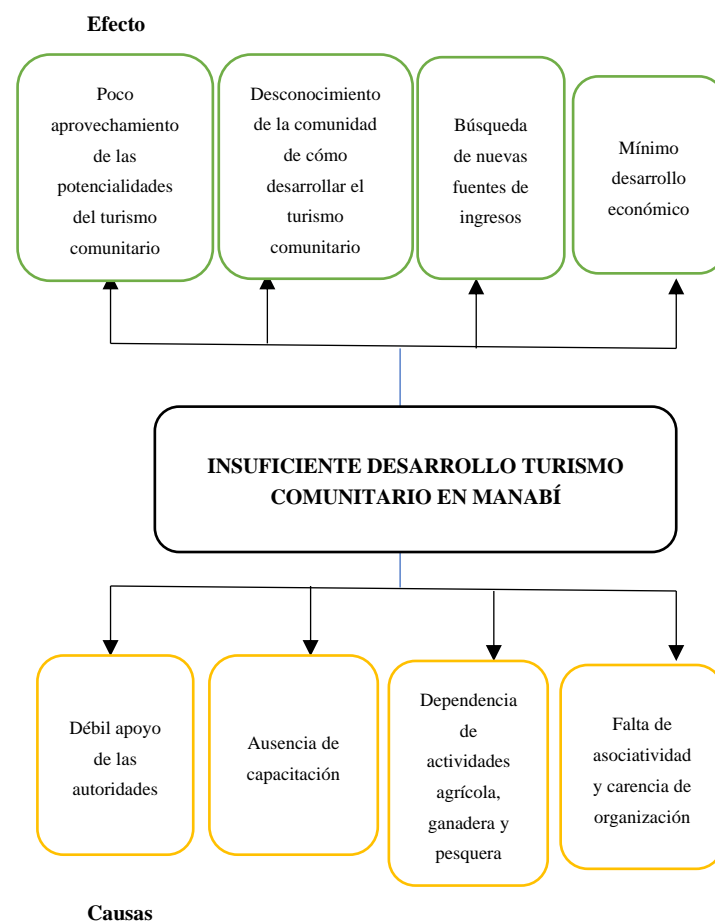 Efecto
Poco
aprovechamiento
de las
potencialidades
del turismo
comunitario
Desconocimiento
de la comunidad
de cómo
desarrollar el
turismo
comunitario
Búsqueda
de nuevas
fuentes de
ingresos
Mínimo
desarrollo
económico
INSUFICIENTE DESARROLLO TURISMO
COMUNITARIO EN MANABÍ
Débil apoyo
de las
autoridades
Ausencia de
capacitación
Dependencia
de
actividades
agrícola,
ganadera y
pesquera
Falta de
asociatividad
y carencia de
organización
Causas